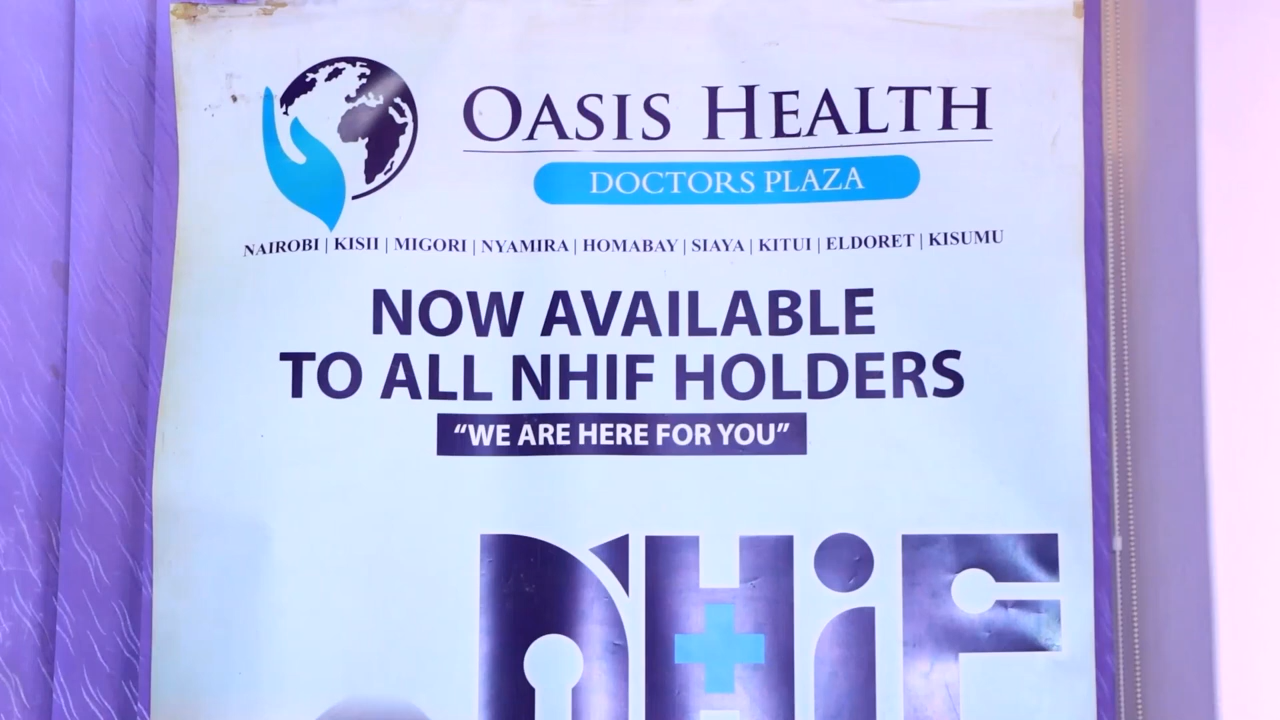 OASIS HEALTH
DOCTORS PLAZA
NAIROBI | KISII | MIGORI | NYAMIRA | HOMABAY | SIAYA | KITUI | ELDORET | KISUMU
NOW AVAILABLE
TO ALL NHIF HOLDERS
“WE ARE HERE FOR YOU”
nHiF